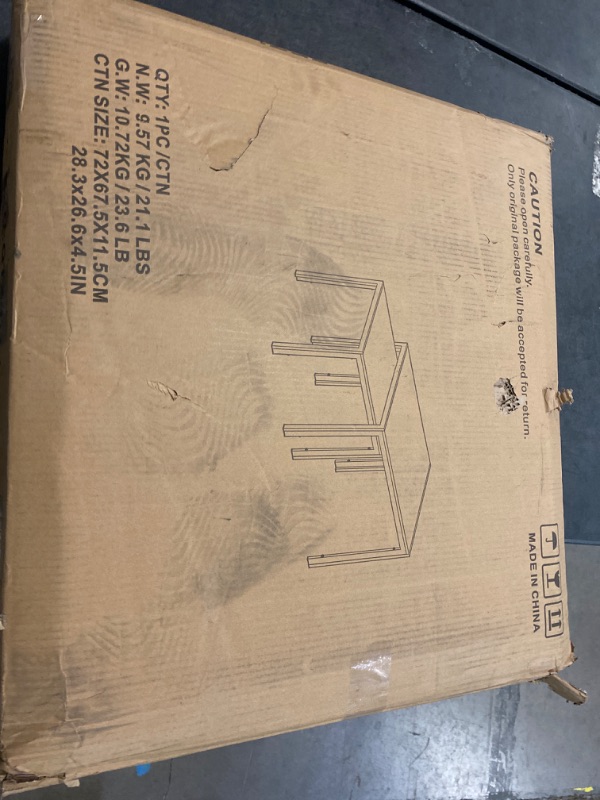 CAUTION
Please open carefully.
Only original package will be accepted for return.
MADE IN CHINA
QTY: 1PC /CTN
N.W: 9.57 KG / 21.1 LBS
G.W: 10.72KG / 23.6 LB
CTN SIZE: 72X67.5X11.5CM
28.3x26.6x4.5IN